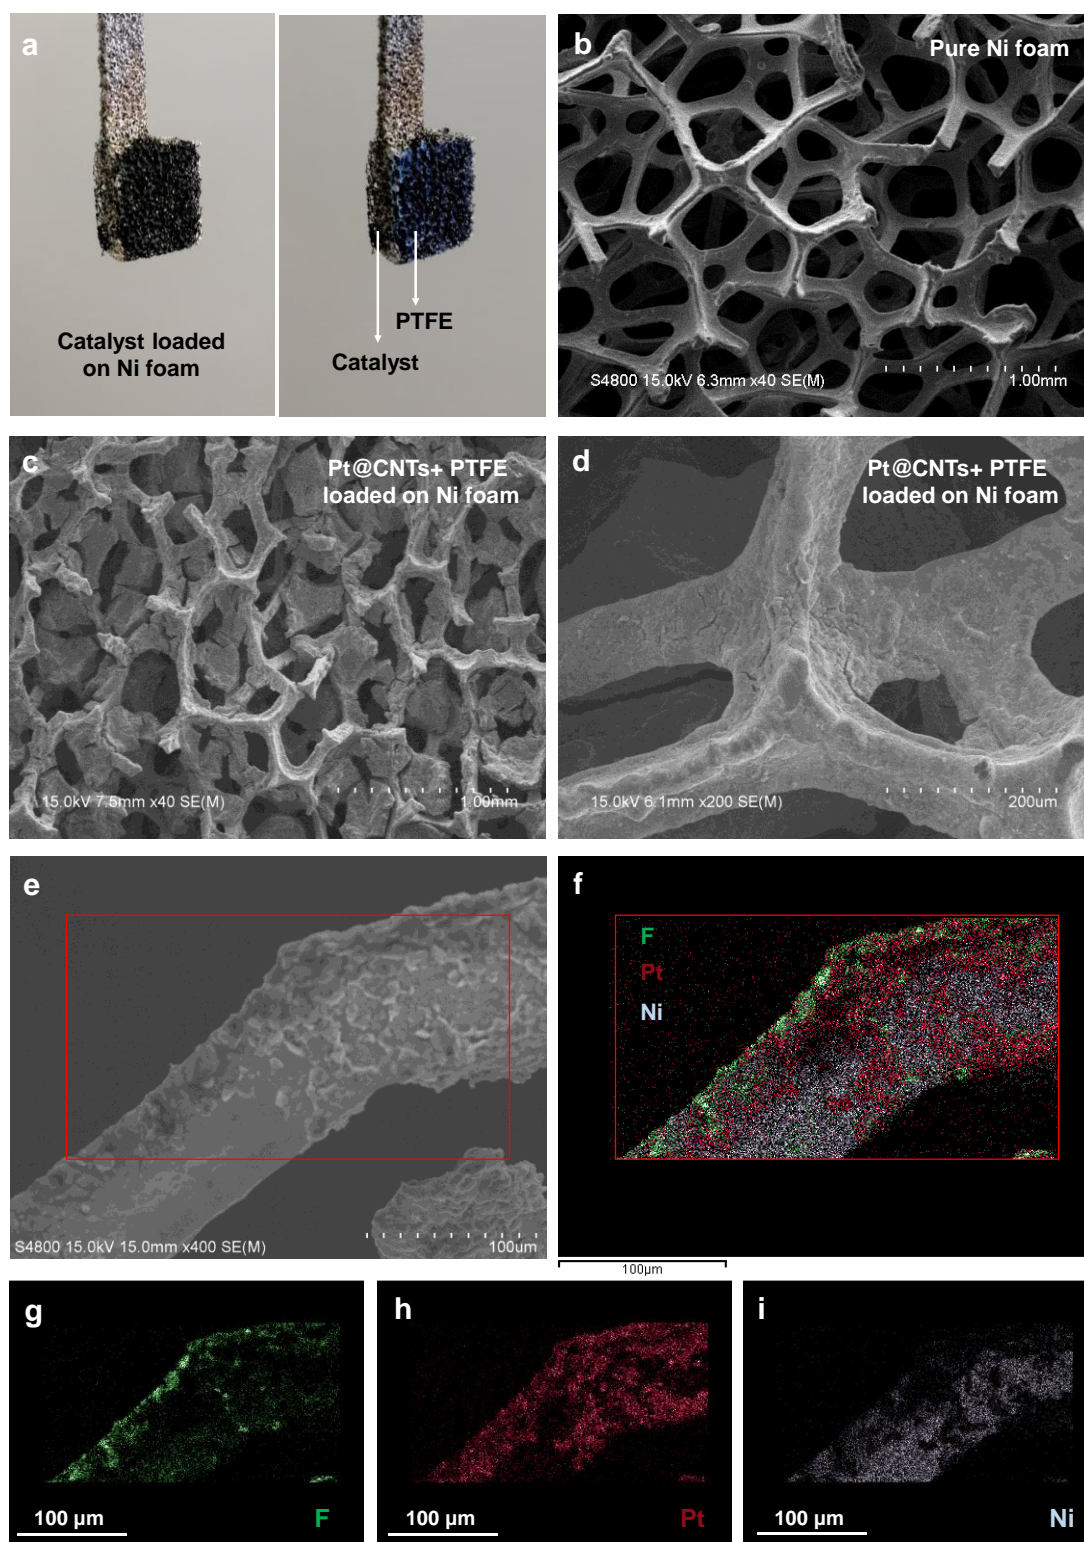 a
Catalyst loaded
on Ni foam
PTFE
Catalyst
b
Pure Ni foam
S4800 15.0kV 6.3mm x40 SE(M)
1.00mm
c
Pt@CNTs+ PTFE
loaded on Ni foam
15.0kV 7.5mm x40 SE(M)
1.00mm
d
Pt@CNTs+ PTFE
loaded on Ni foam
15.0kV 6.1mm x200 SE(M)
200um
e
S4800 15.0kV 15.0mm x400 SE(M)
100um
f
F
Pt
Ni
100µm
g
100 µm
F
h
100 µm
Pt
i
100 µm
Ni